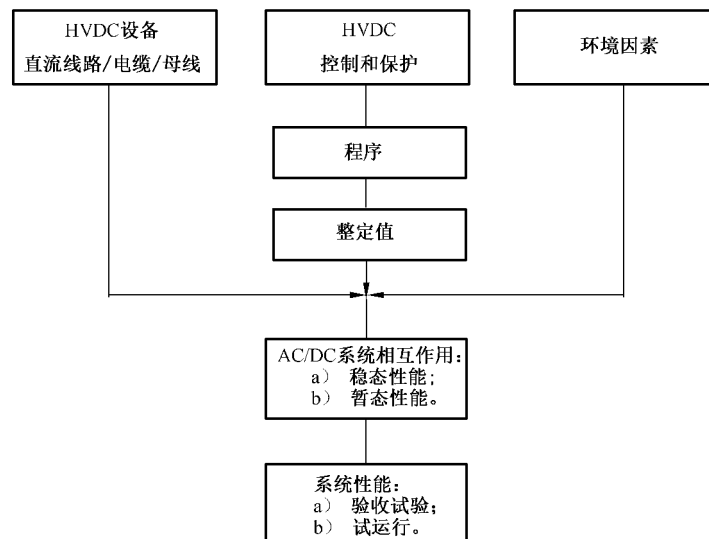 HVDC设备
直流线路/电缆/母线
HVDC
控制和保护
环境因素
程序
整定值
AC/DC系统相互作用：
a） 稳态性能；
b） 暂态性能。
系统性能：
a） 验收试验；
b） 试运行。